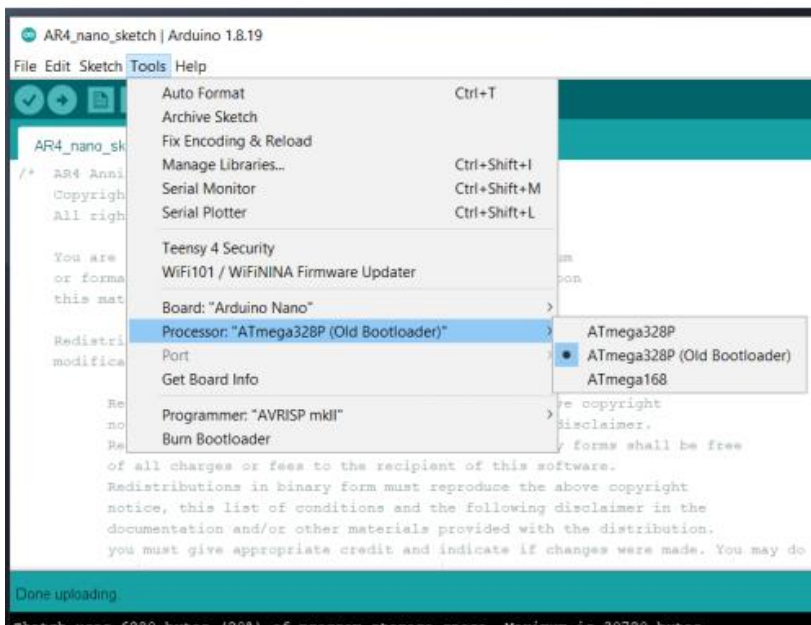 AR4_nano_sketch | Arduino 1.8.19
File Edit Sketch Tools Help
AR4_nano_sk
Auto Format Ctrl+T
Archive Sketch
Fix Encoding & Reload
Manage Libraries... Ctrl+Shift+I
Serial Monitor Ctrl+Shift+M
Serial Plotter Ctrl+Shift+L
Teensy 4 Security
WiFi101 / WiFiNINA Firmware Updater
Board: "Arduino Nano"
Processor: "ATmega328P (Old Bootloader)"
Port
Get Board Info
Programmer: "AVRISP mkII"
Burn Bootloader
ATmega328P
ATmega328P (Old Bootloader)
ATmega168
/* AR4 Anni
Copyrigh
All righ
You are
or forma
this mat
Redistri
modifica
Re copyright
no disclaimer.
Re forms shall be free
of all charges or fees to the recipient of this software.
Redistributions in binary form must reproduce the above copyright
notice, this list of conditions and the following disclaimer in the
documentation and/or other materials provided with the distribution.
you must give appropriate credit and indicate if changes were made. You may do
Done uploading.